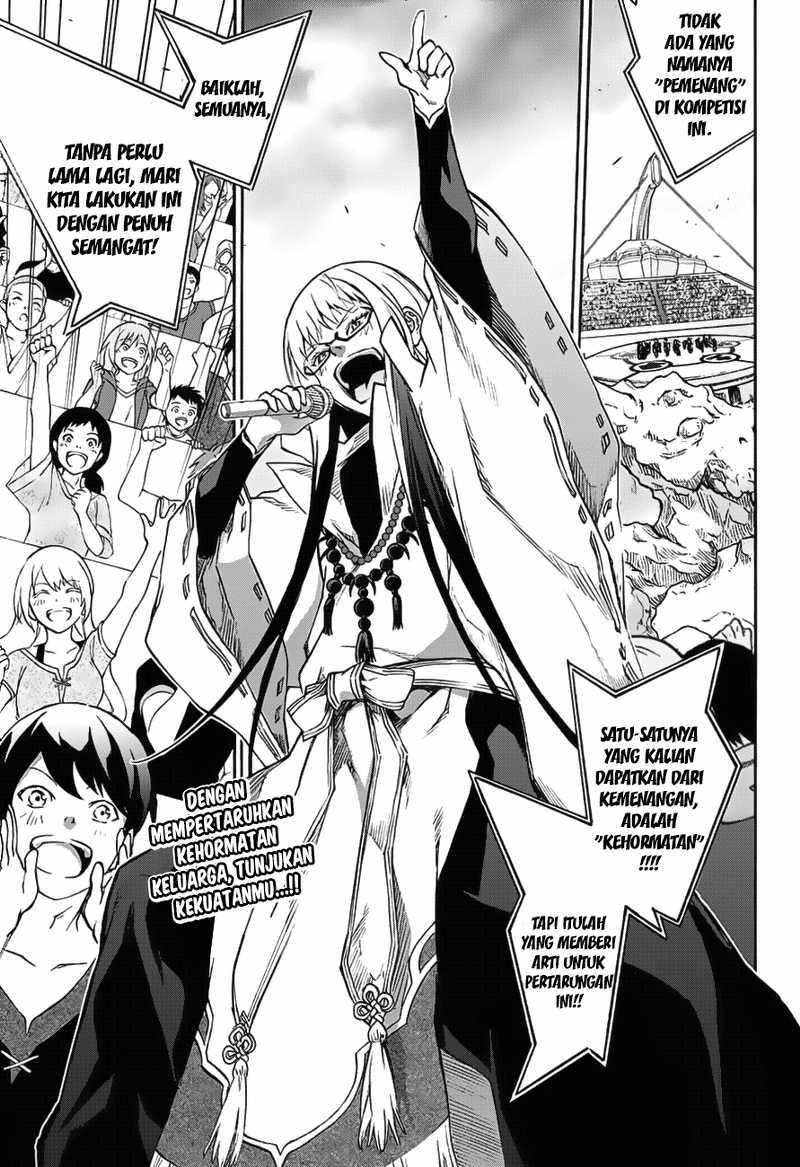 TIDAK
ADA YANG
NAMANYA
"PEMENANG"
DI KOMPETISI
INI.
SATU-SATUNYA
YANG KALIAN
DAPATKAN DARI
KEMENANGAN,
ADALAH
"KEHORMATAN"
!!!!
TAPI ITULAH
YANG MEMBERI
ARTI UNTUK
PERTARUNGAN
INI!!
BAIKLAH,
SEMUANYA,
TANPA PERLU
LAMA LAGI, MARI
KITA LAKUKAN INI
DENGAN PENUH
SEMANGAT!
DENGAN
MEMPERTARUHKAN
KEHORMATAN
KELUARGA, TUNJUKAN
KEKUATANMU...!!